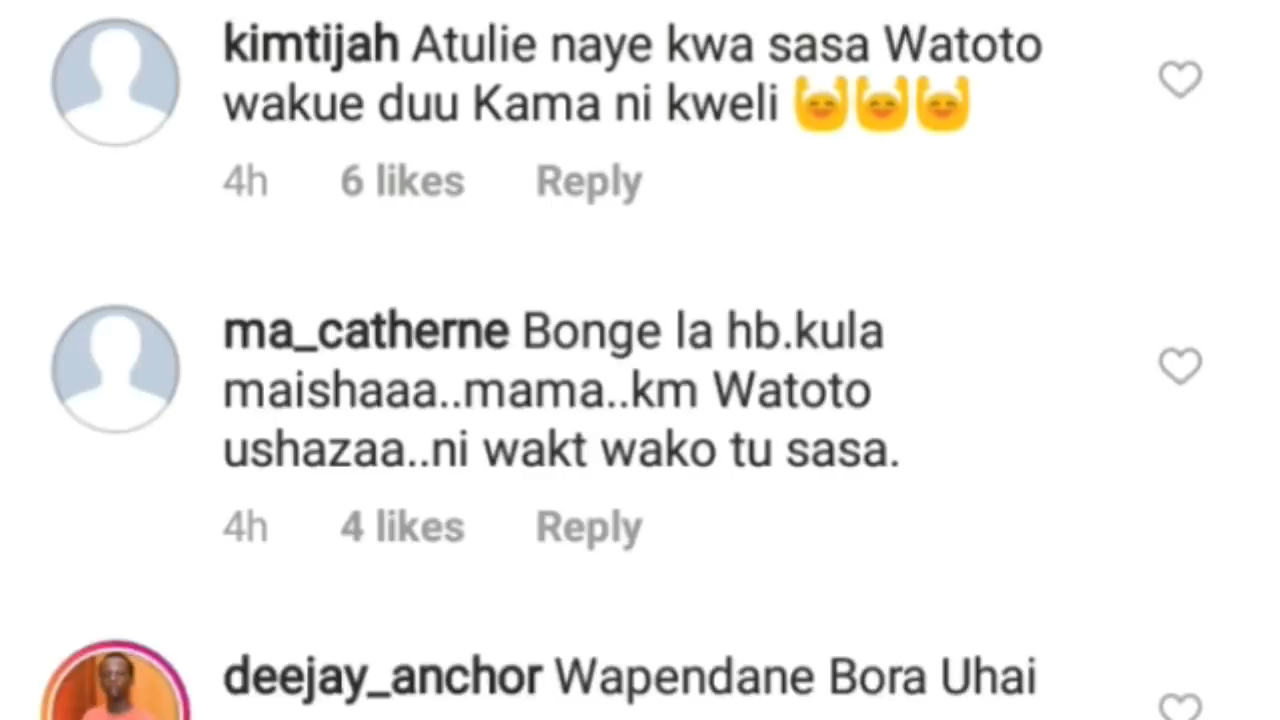 kimtijah Atulie naye kwa sasa Watoto
wakue duu Kama ni kweli 🙌🙌🙌
4h 6 likes Reply
ma_catherne Bonge la hb.kula
maishaaa..mama..km Watoto
ushazaa..ni wakt wako tu sasa.
4h 4 likes Reply
deejay_anchor Wapendane Bora Uhai